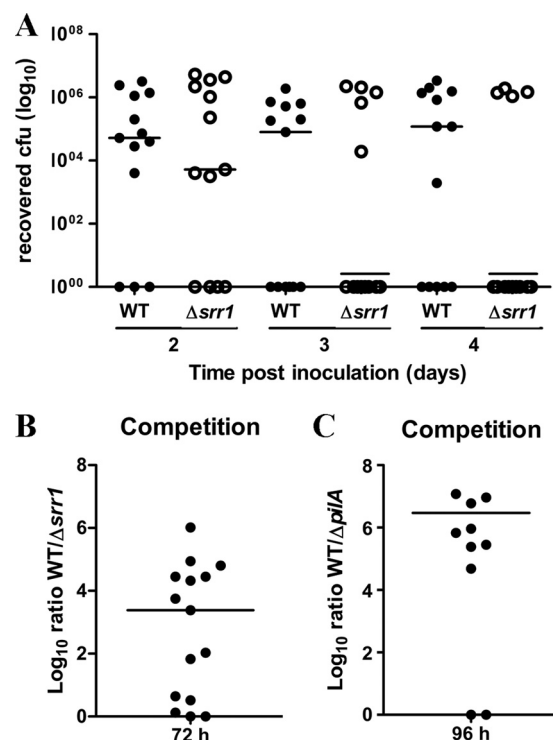 A
recovered cfu (log10)
10^08
10^06
10^04
10^02
10^00
WT Δsrr1 WT Δsrr1 WT Δsrr1
2 3 4
Time post inoculation (days)
B Competition
Log10 ratio WT/Δsrr1
8
6
4
2
0
72 h
C Competition
Log10 ratio WT/ΔpilA
8
6
4
2
0
96 h